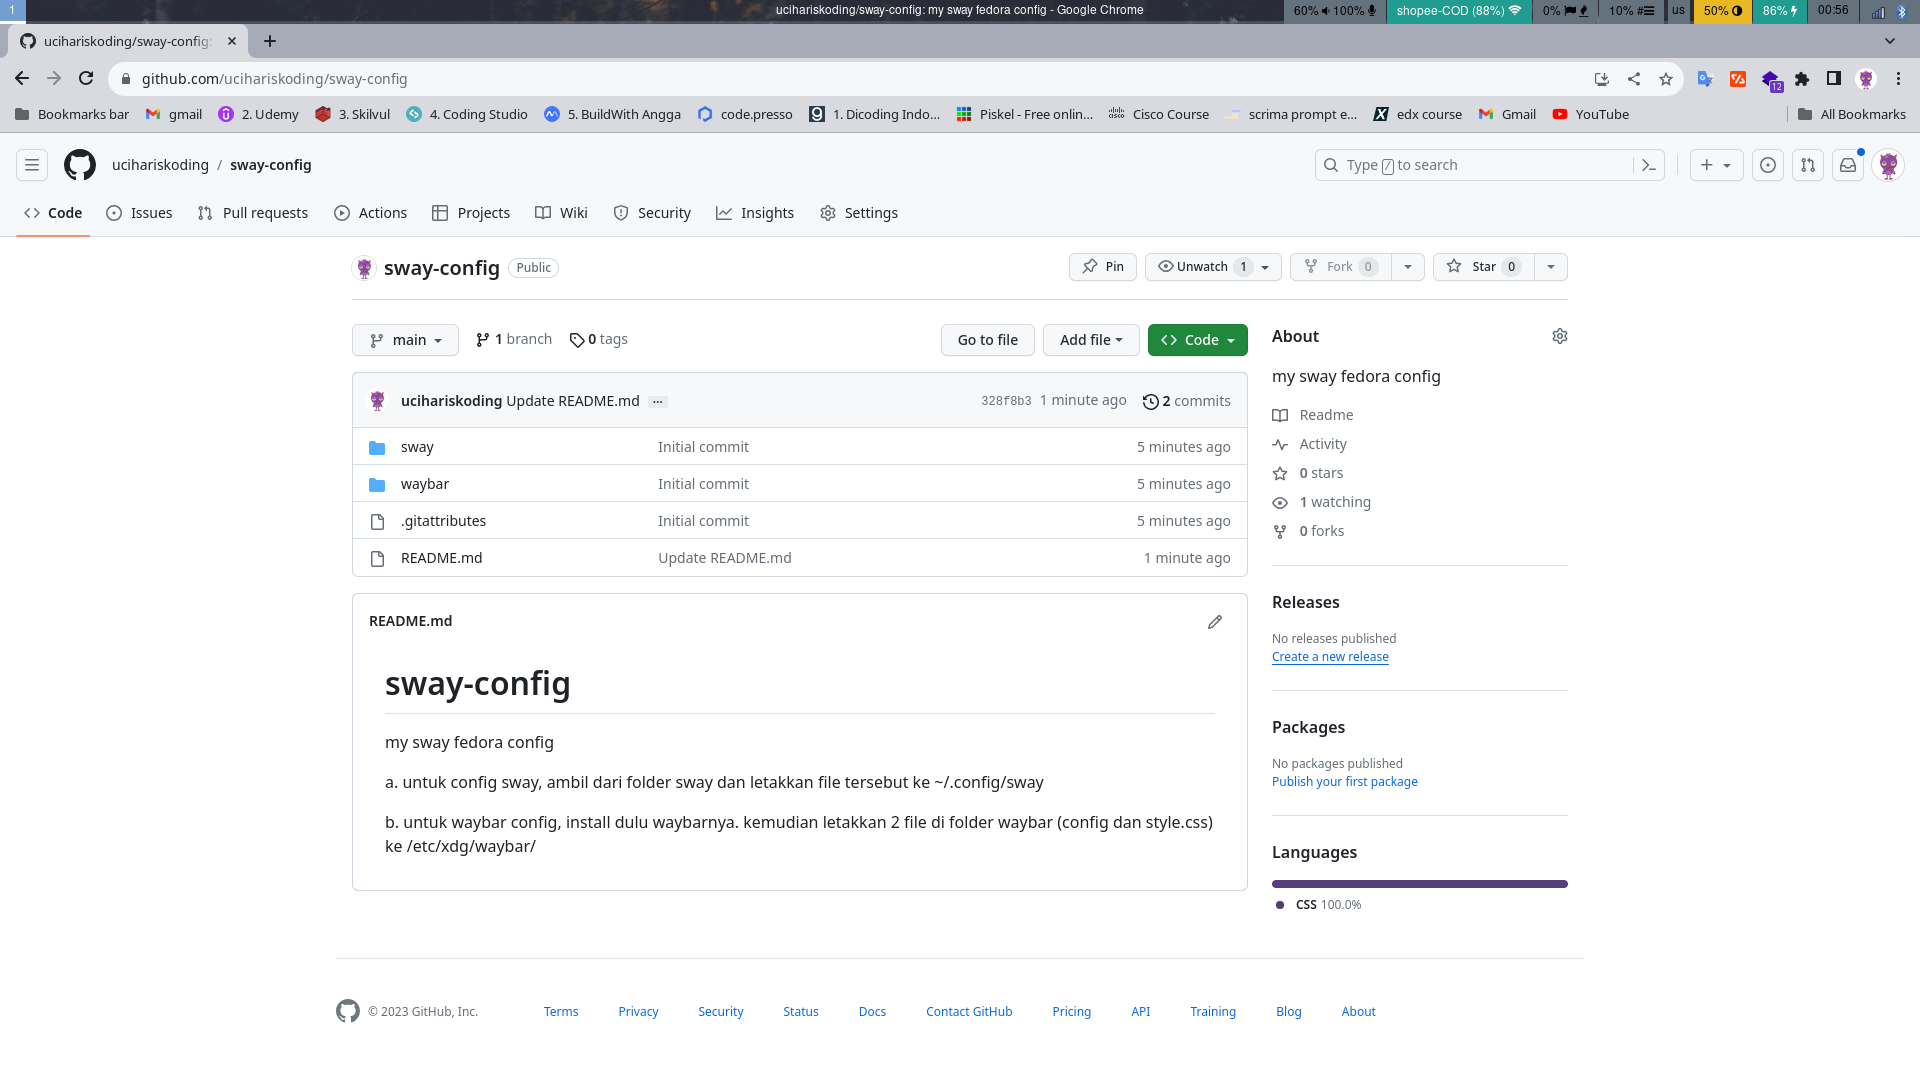 1
ucihariskoding/sway-config: my sway fedora config - Google Chrome
60% 100%
shopee-COD (88%)
0%
10% #
us
50%
86%
00:56
ucihariskoding/sway-config:
github.com/ucihariskoding/sway-config
12
Bookmarks bar
gmail
2. Udemy
3. Skilvul
4. Coding Studio
5. BuildWith Angga
code.presso
1. Dicoding Indo...
Piskel - Free onlin...
Cisco Course
scrima prompt e...
edx course
Gmail
YouTube
All Bookmarks
ucihariskoding / sway-config
Type / to search
Code
Issues
Pull requests
Actions
Projects
Wiki
Security
Insights
Settings
sway-config Public
Pin
Unwatch 1
Fork 0
Star 0
main
1 branch
0 tags
Go to file
Add file
Code
ucihariskoding Update README.md ...
328f8b3 1 minute ago
2 commits
sway Initial commit 5 minutes ago
waybar Initial commit 5 minutes ago
.gitattributes Initial commit 5 minutes ago
README.md Update README.md 1 minute ago
README.md
sway-config
my sway fedora config
a. untuk config sway, ambil dari folder sway dan letakkan file tersebut ke ~/.config/sway
b. untuk waybar config, install dulu waybarnya. kemudian letakkan 2 file di folder waybar (config dan style.css)
ke /etc/xdg/waybar/
About
my sway fedora config
Readme
Activity
0 stars
1 watching
0 forks
Releases
No releases published
Create a new release
Packages
No packages published
Publish your first package
Languages
CSS 100.0%
© 2023 GitHub, Inc.
Terms
Privacy
Security
Status
Docs
Contact GitHub
Pricing
API
Training
Blog
About